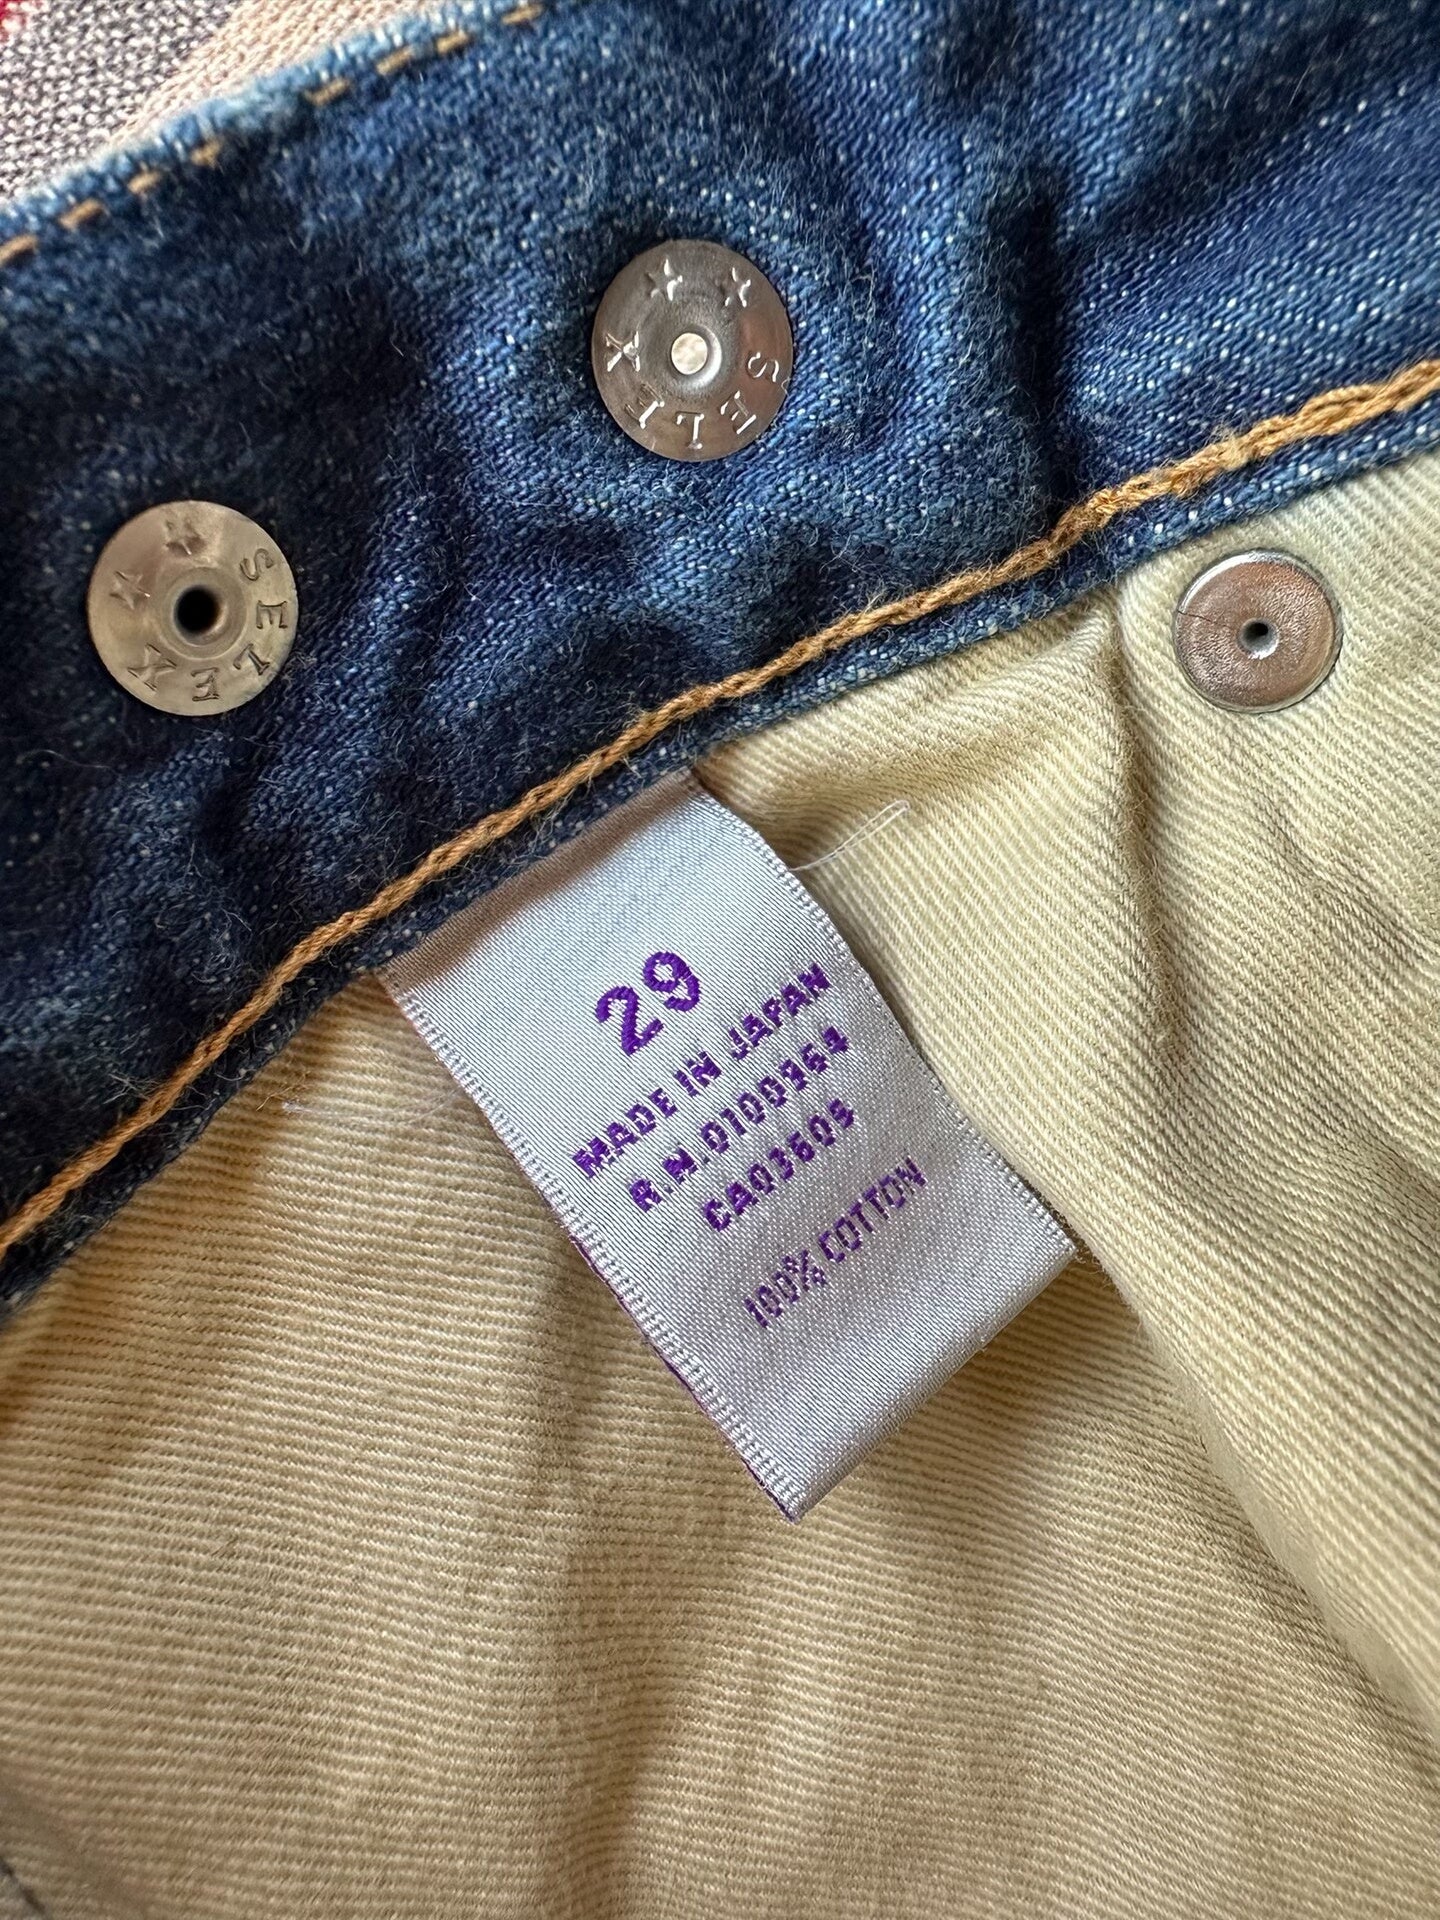 SELEX
SELEX
29
MADE IN JAPAN
R.N.0100964
CA03605
100% COTTON